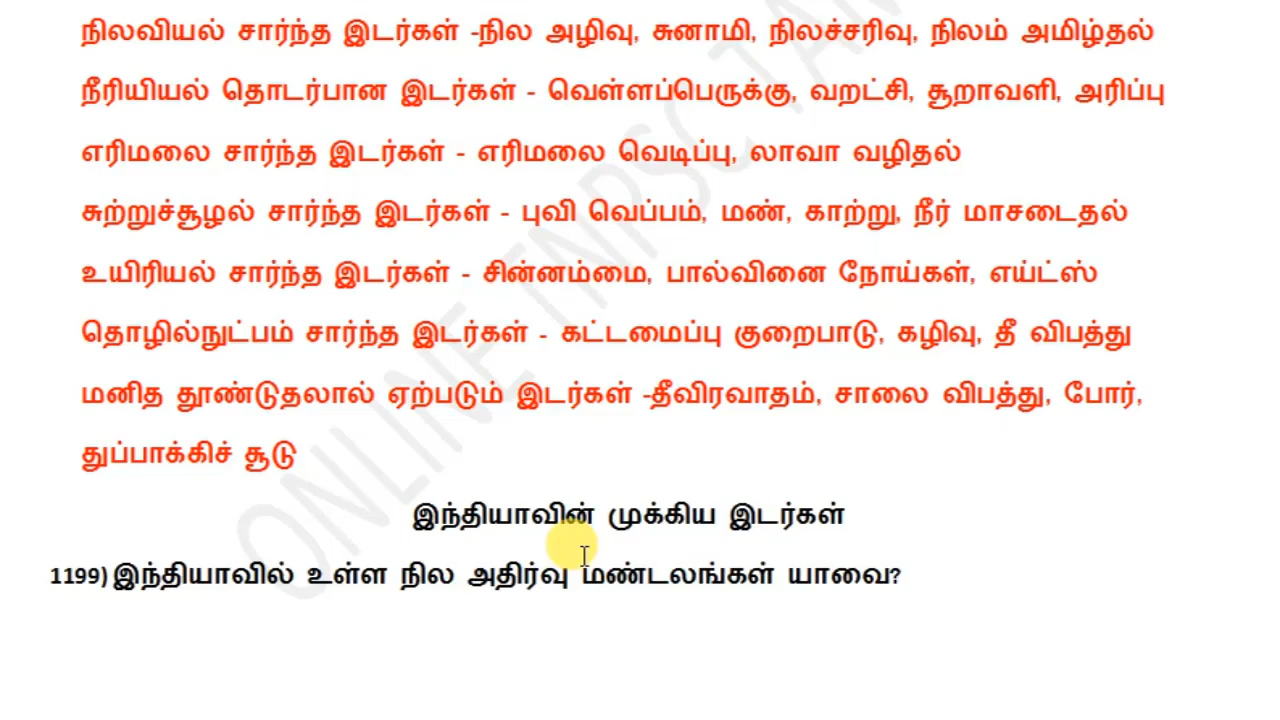 நிலவியல் சார்ந்த இடர்கள் -நில அழிவு, சுனாமி, நிலச்சரிவு, நிலம் அமிழ்தல்
நீரியியல் தொடர்பான இடர்கள் - வெள்ளப்பெருக்கு, வறட்சி, சூறாவளி, அரிப்பு
எரிமலை சார்ந்த இடர்கள் - எரிமலை வெடிப்பு, லாவா வழிதல்
சுற்றுச்சூழல் சார்ந்த இடர்கள் - புவி வெப்பம், மண், காற்று, நீர் மாசடைதல்
உயிரியல் சார்ந்த இடர்கள் - சின்னம்மை, பால்வினை நோய்கள், எய்ட்ஸ்
தொழில்நுட்பம் சார்ந்த இடர்கள் - கட்டமைப்பு குறைபாடு, கழிவு, தீ விபத்து
மனித தூண்டுதலால் ஏற்படும் இடர்கள் -தீவிரவாதம், சாலை விபத்து, போர்,
துப்பாக்கிச் சூடு
இந்தியாவின் முக்கிய இடர்கள்
1199) இந்தியாவில் உள்ள நில அதிர்வு மண்டலங்கள் யாவை?
ONLINE TNPSC